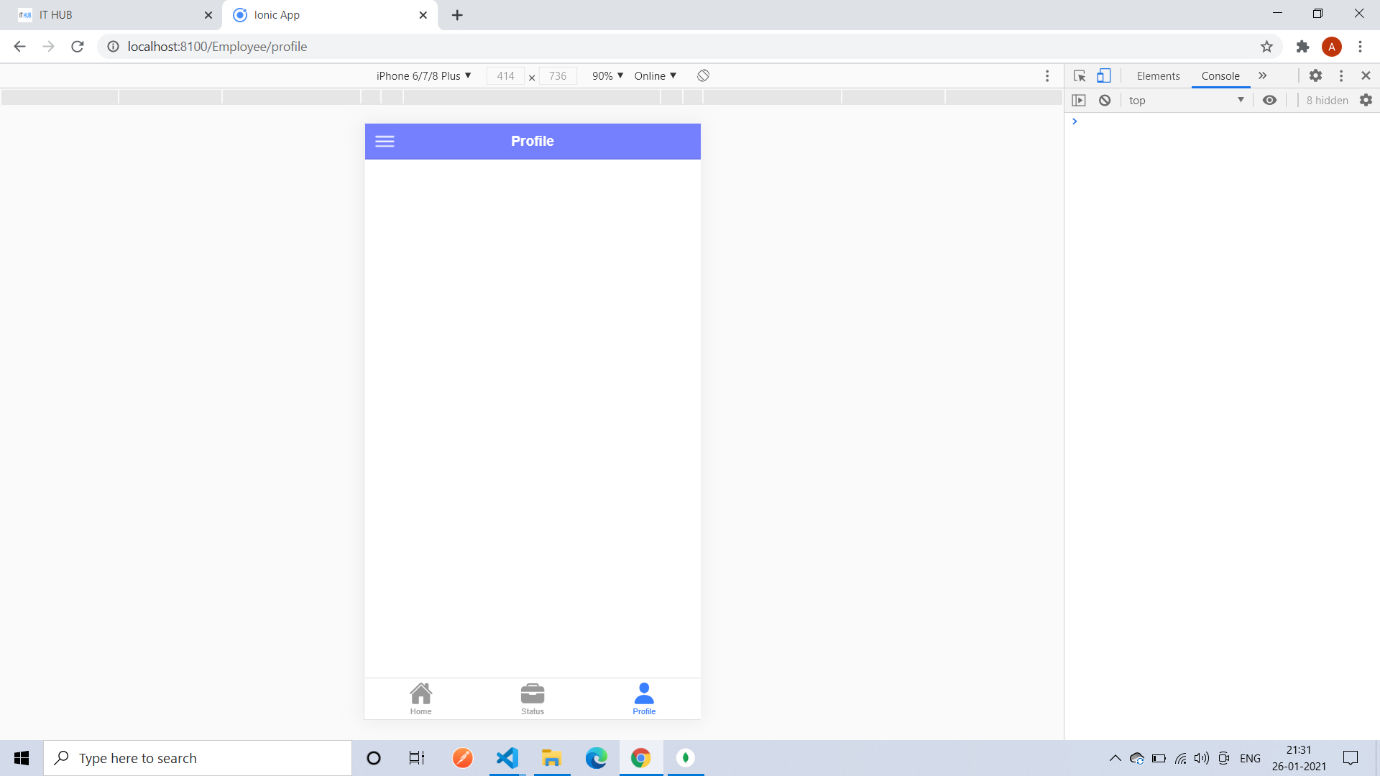 IT HUB
Ionic App
localhost:8100/Employee/profile
A
iPhone 6/7/8 Plus ▼ 414 × 736 90% ▼ Online ▼
Elements Console »
top ▼ 8 hidden
›
Profile
Home Status Profile
Type here to search
ENG
21:31
26-01-2021